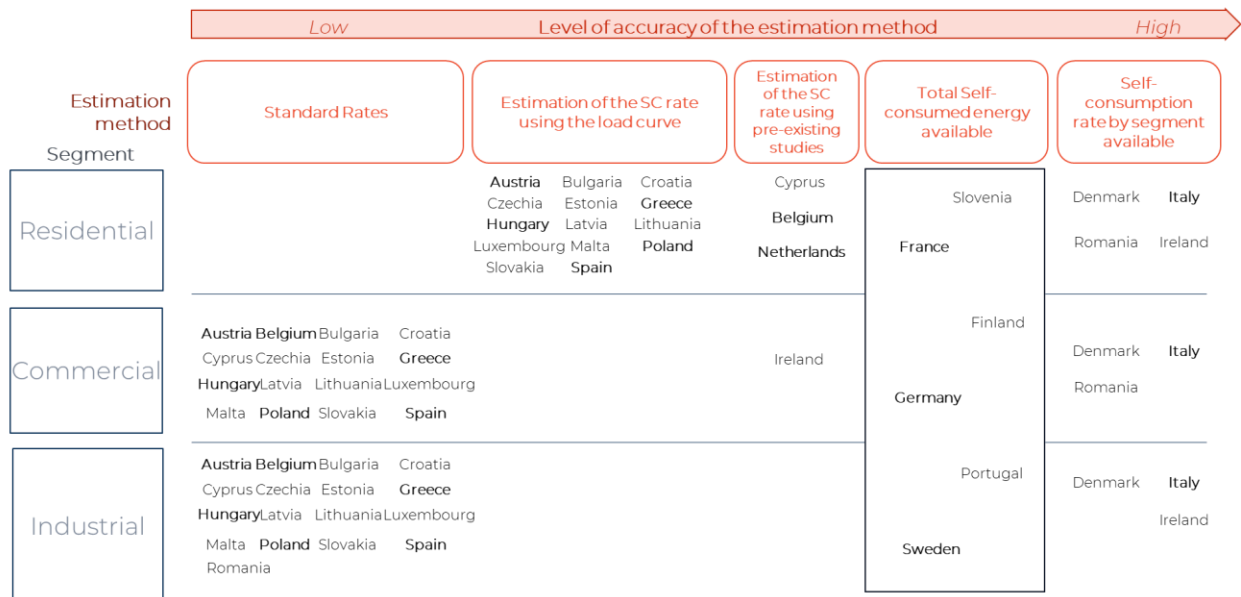 Low Level of accuracy of the estimation method High
Estimation method
Segment
Standard Rates
Estimation of the SC rate
using the load curve
Estimation
of the SC
rate using
pre-existing
studies
Total Self-
consumed energy
available
Self-
consumption
rate by segment
available
Residential
Austria Bulgaria Croatia
Czechia Estonia Greece
Hungary Latvia Lithuania
Luxembourg Malta Poland
Slovakia Spain
Cyprus
Belgium
Netherlands
Slovenia
France
Finland
Germany
Portugal
Sweden
Denmark Italy
Romania Ireland
Commercial
Austria Belgium Bulgaria Croatia
Cyprus Czechia Estonia Greece
Hungary Latvia Lithuania Luxembourg
Malta Poland Slovakia Spain
Ireland
Denmark Italy
Romania
Industrial
Austria Belgium Bulgaria Croatia
Cyprus Czechia Estonia Greece
Hungary Latvia Lithuania Luxembourg
Malta Poland Slovakia Spain
Romania
Denmark Italy
Ireland